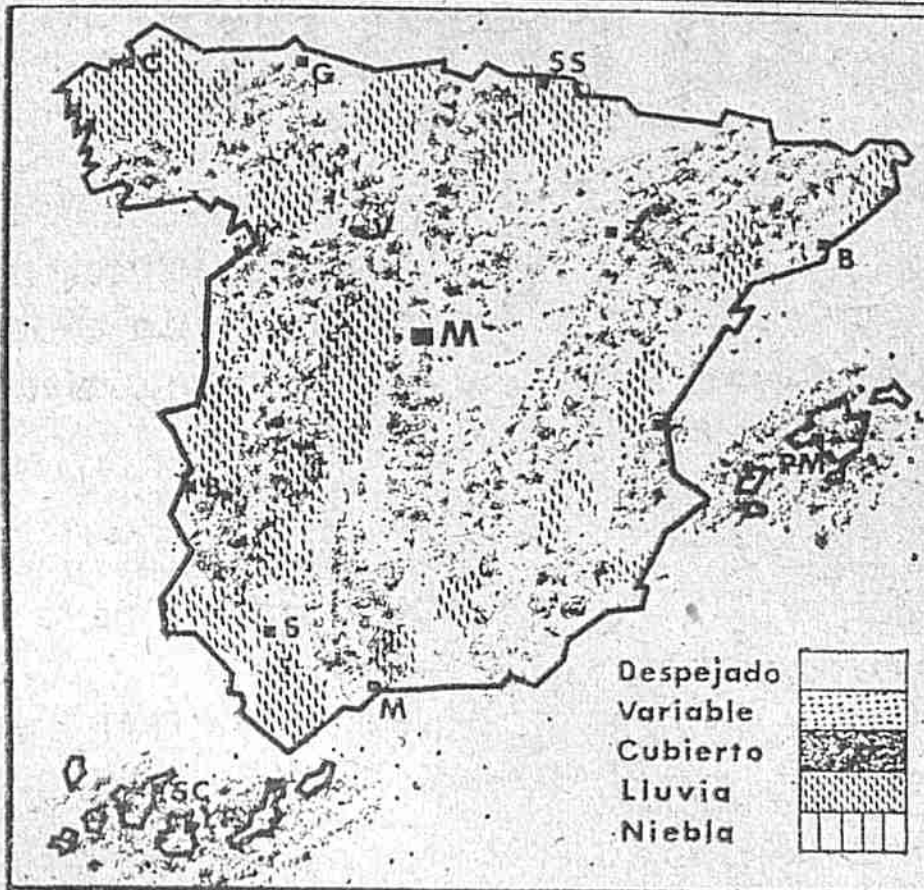 C
G
SS
V
Z
B
M
PM
B
S
M
SC
Despejado
Variable
Cubierto
Lluvia
Niebla